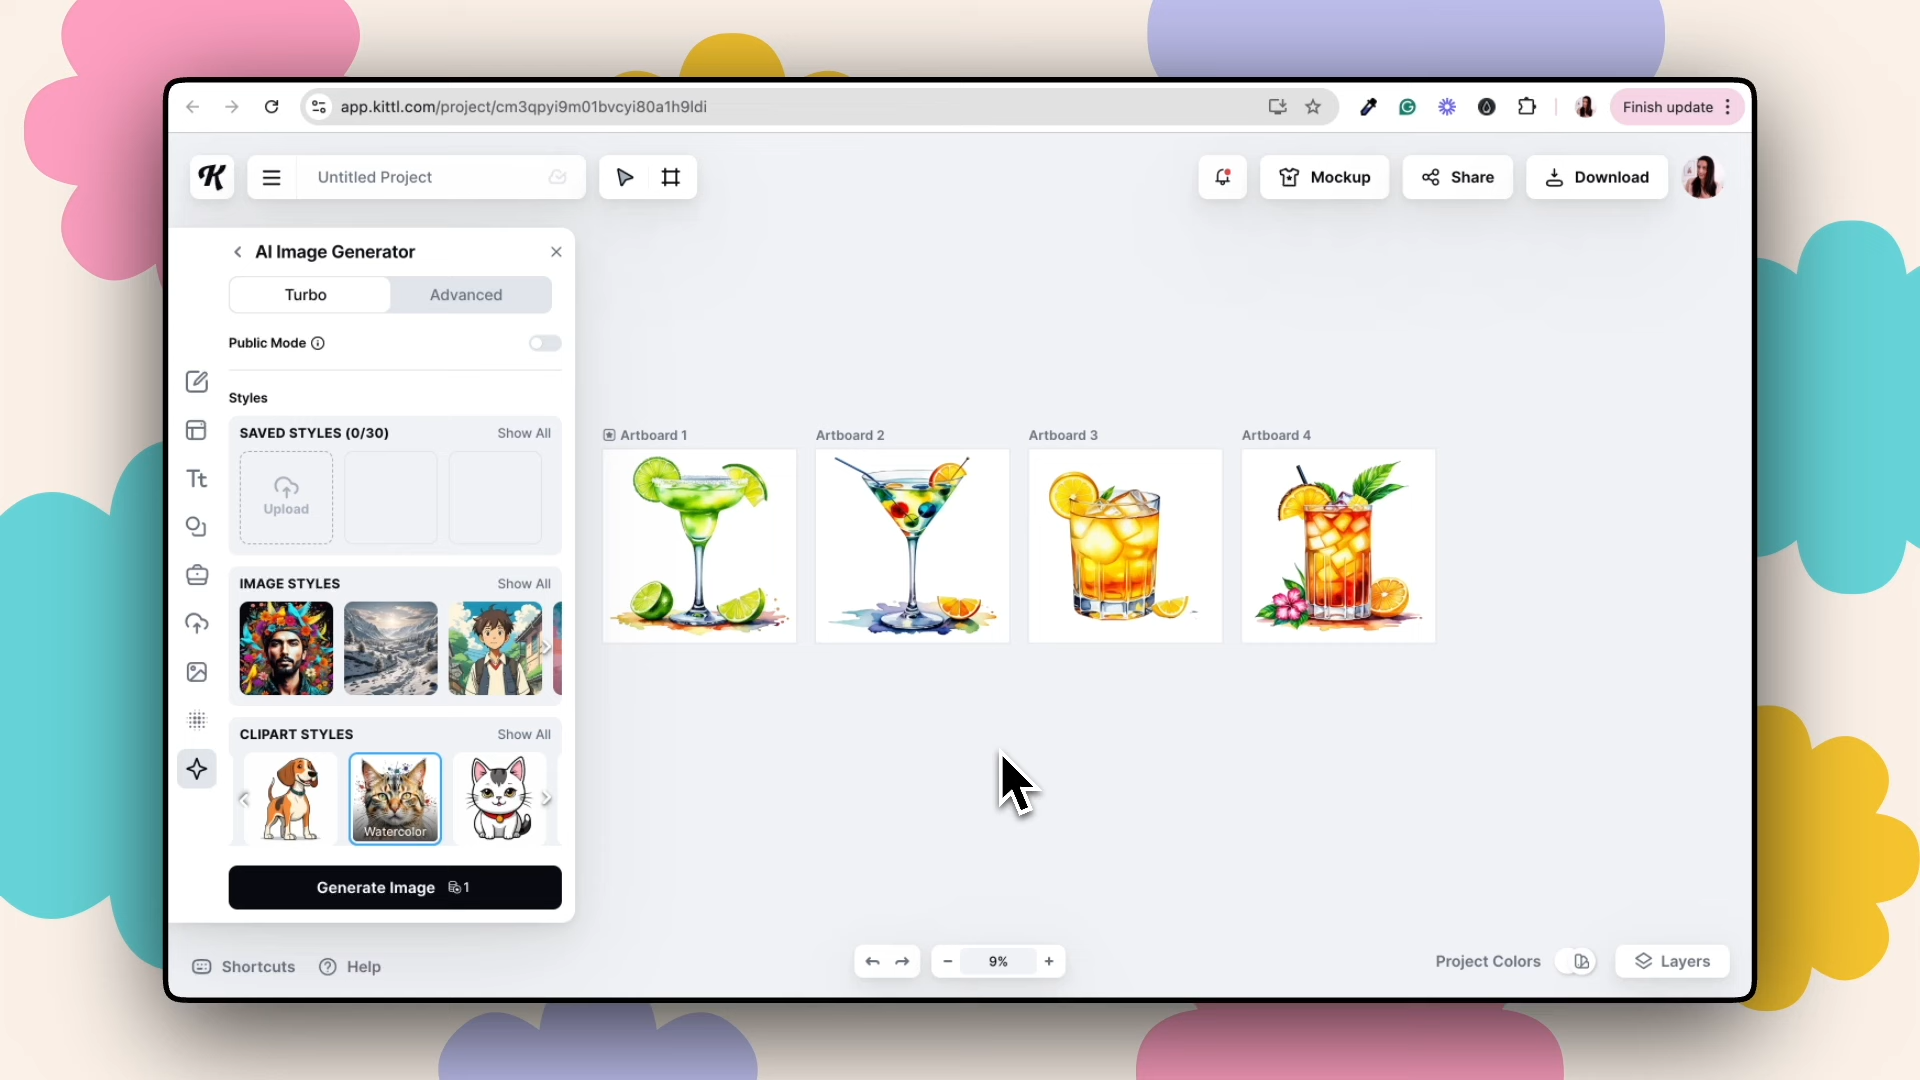 app.kittl.com/project/cm3qpyi9m01bvcyi80a1h9ldi
Finish update
K
Untitled Project
Mockup
Share
Download
AI Image Generator
Turbo
Advanced
Public Mode
Styles
SAVED STYLES (0/30)
Show All
Upload
IMAGE STYLES
Show All
CLIPART STYLES
Show All
Watercolor
Generate Image 1
Artboard 1
Artboard 2
Artboard 3
Artboard 4
Tt
Shortcuts
Help
9%
Project Colors
Layers